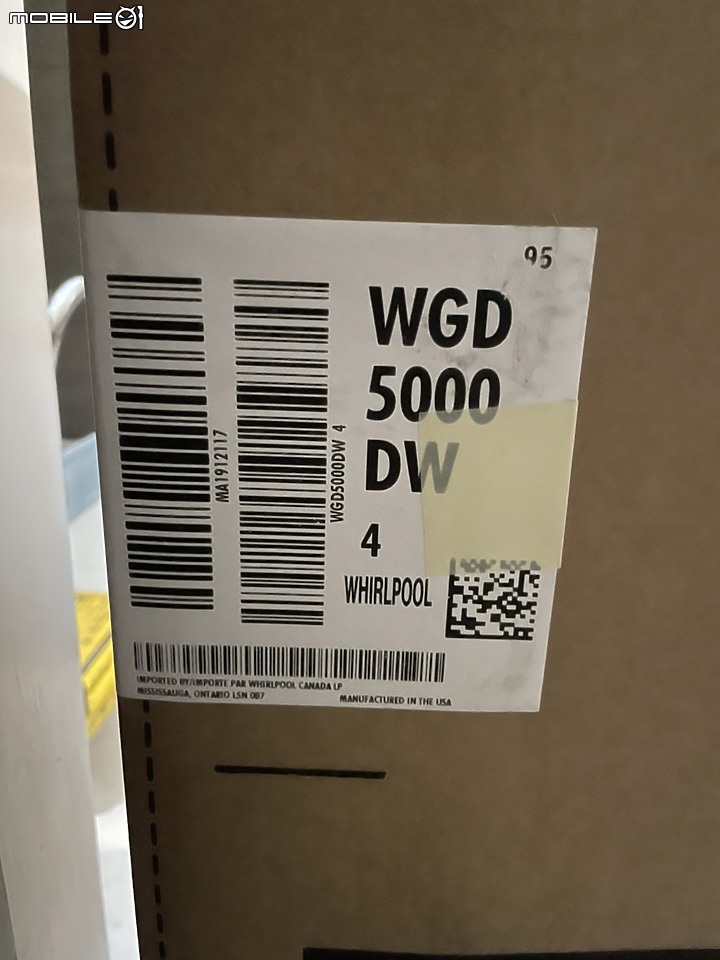 MOBILE01
95
WGD
5000
DW
4
WHIRLPOOL
MA1912117
WGD5000DW 4
IMPORTED BY/IMPORTE PAR WHIRLPOOL CANADA LP
MISSISSAUGA, ONTARIO L5N 0B7
MANUFACTURED IN THE USA